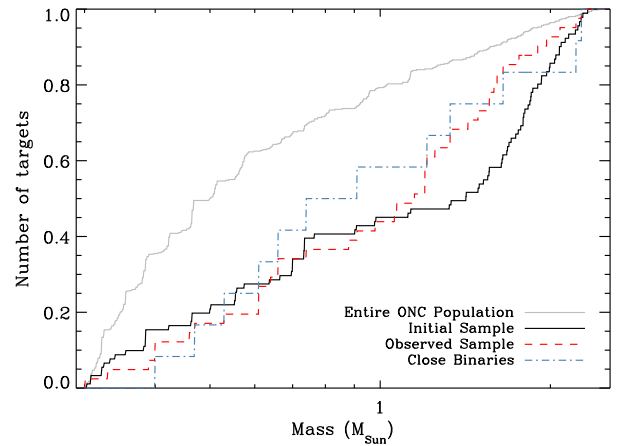 1.0
0.8
0.6
0.4
0.2
0.0
Number of targets
Entire ONC Population
Initial Sample
Observed Sample
Close Binaries
1
Mass (M_Sun)